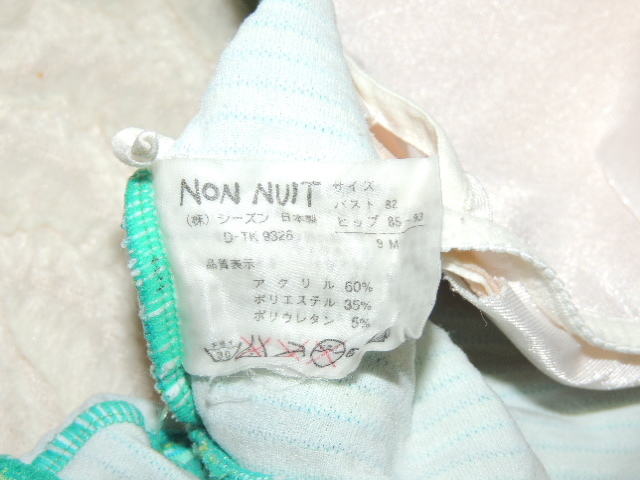 NON NUIT
サイズ
バスト 82
(株) シーズン 日本製
ヒップ 85-93
D-TK 9326
9 M
品質表示
アクリル 60%
ポリエステル 35%
ポリウレタン 5%
30